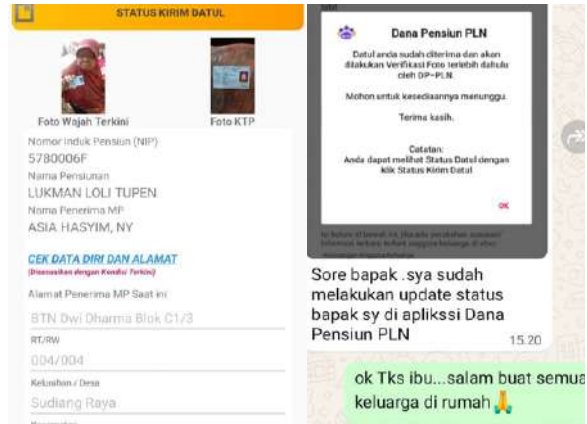 STATUS KIRIM DATUL
Foto Wajah Terkini
Foto KTP
Nomor Induk Pensiun (NIP)
5780006F
Nama Pensiunan
LUKMAN LOLI TUPEN
Nama Penerima MP
ASIA HASYIM, NY
CEK DATA DIRI DAN ALAMAT
(Disesuaikan dengan Kondisi Terkini)
Alamat Penerima MP Saat ini
BTN Dwi Dharma Blok C1/3
RT/RW
004/004
Kelurahan / Desa
Sudiang Raya
Kecamatan
Dana Pensiun PLN
Datul anda sudah diterima dan akan
dilakukan Verifikasi Foto terlebih dahulu
oleh DP-PLN.
Mohon untuk kesediaannya menunggu.
Terima kasih.
Catatan:
Anda dapat melihat Status Datul dengan
klik Status Kirim Datul
OK
Sore bapak .sya sudah
melakukan update status
bapak sy di aplikssi Dana
Pensiun PLN
15.20
ok Tks ibu...salam buat semua
keluarga di rumah